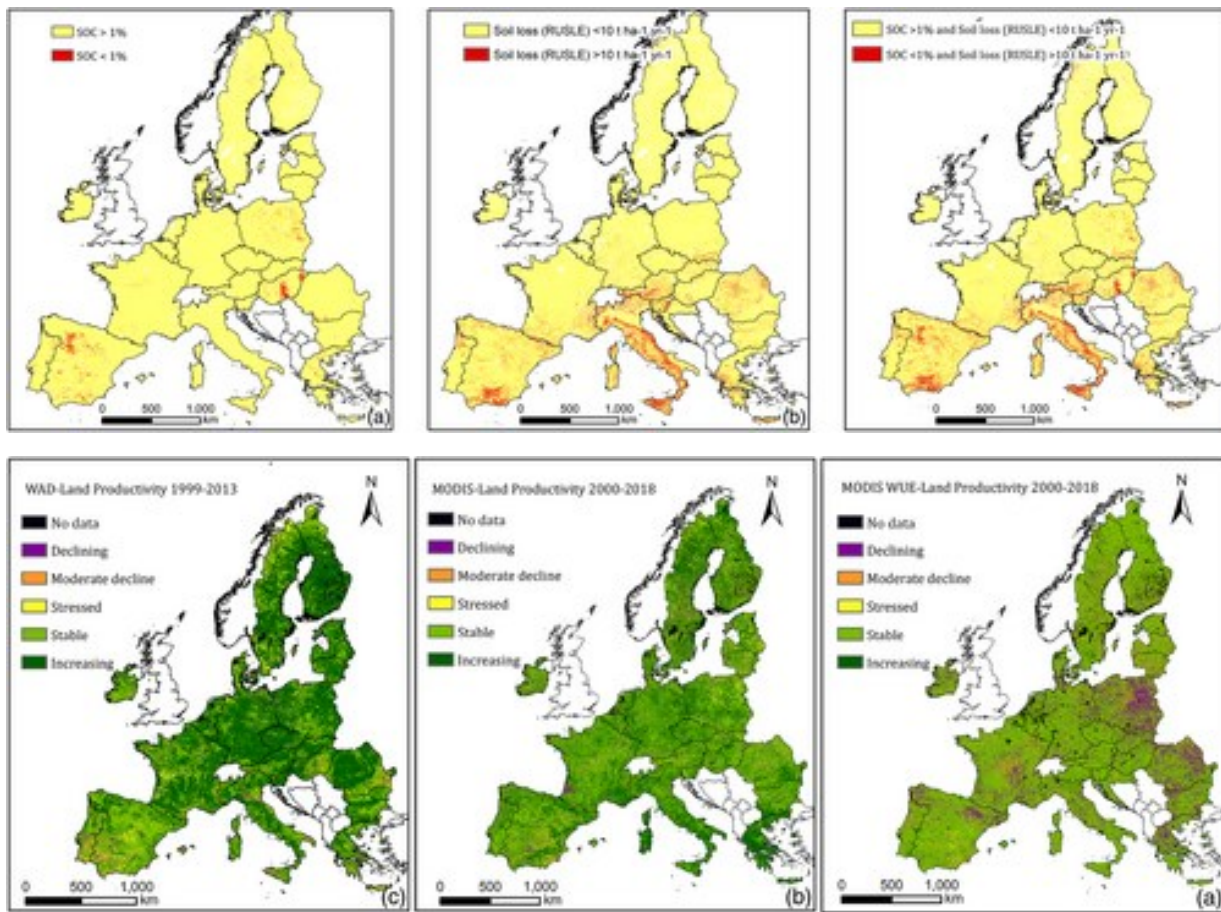 SOC > 1%
SOC < 1%
0 500 1,000
km
(a)
Soil loss (RUSLE) <10 t ha-1 yr-1
Soil loss (RUSLE) >10 t ha-1 yr-1
0 500 1,000
km
(b)
SOC >1% and Soil loss (RUSLE) <10 t ha-1 yr-1
SOC <1% and Soil loss (RUSLE) >10 t ha-1 yr-1
0 500 1,000
km
WAD-Land Productivity 1999-2013
N
No data
Declining
Moderate decline
Stressed
Stable
Increasing
0 500 1,000
km
(c)
MODIS-Land Productivity 2000-2018
N
No data
Declining
Moderate decline
Stressed
Stable
Increasing
0 500 1,000
km
(b)
MODIS WUE-Land Productivity 2000-2018
N
No data
Declining
Moderate decline
Stressed
Stable
Increasing
0 500 1,000
km
(a)